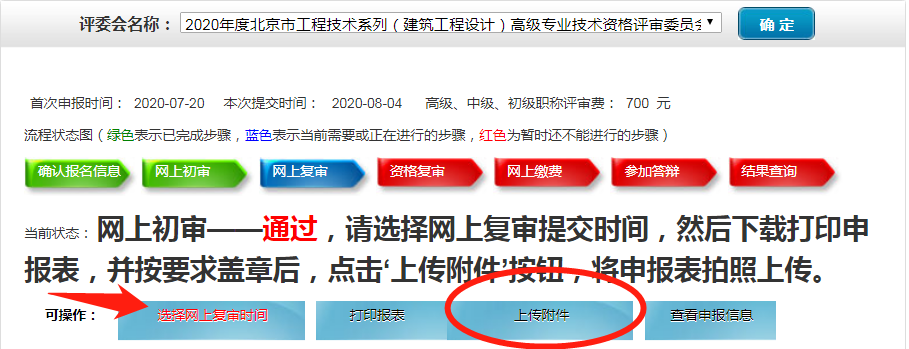 评委会名称： 2020年度北京市工程技术系列（建筑工程设计）高级专业技术资格评审委员会 确 定
首次申报时间： 2020-07-20 本次提交时间： 2020-08-04 高级、中级、初级职称评审费： 700 元
流程状态图（绿色表示已完成步骤，蓝色表示当前需要或正在进行的步骤，红色为暂时还不能进行的步骤）
确认报名信息 网上初审 网上复审 资格复审 网上缴费 参加答辩 结果查询
当前状态： 网上初审——通过，请选择网上复审提交时间，然后下载打印申
报表，并按要求盖章后，点击‘上传附件’按钮，将申报表拍照上传。
可操作： 选择网上复审时间 打印报表 上传附件 查看申报信息